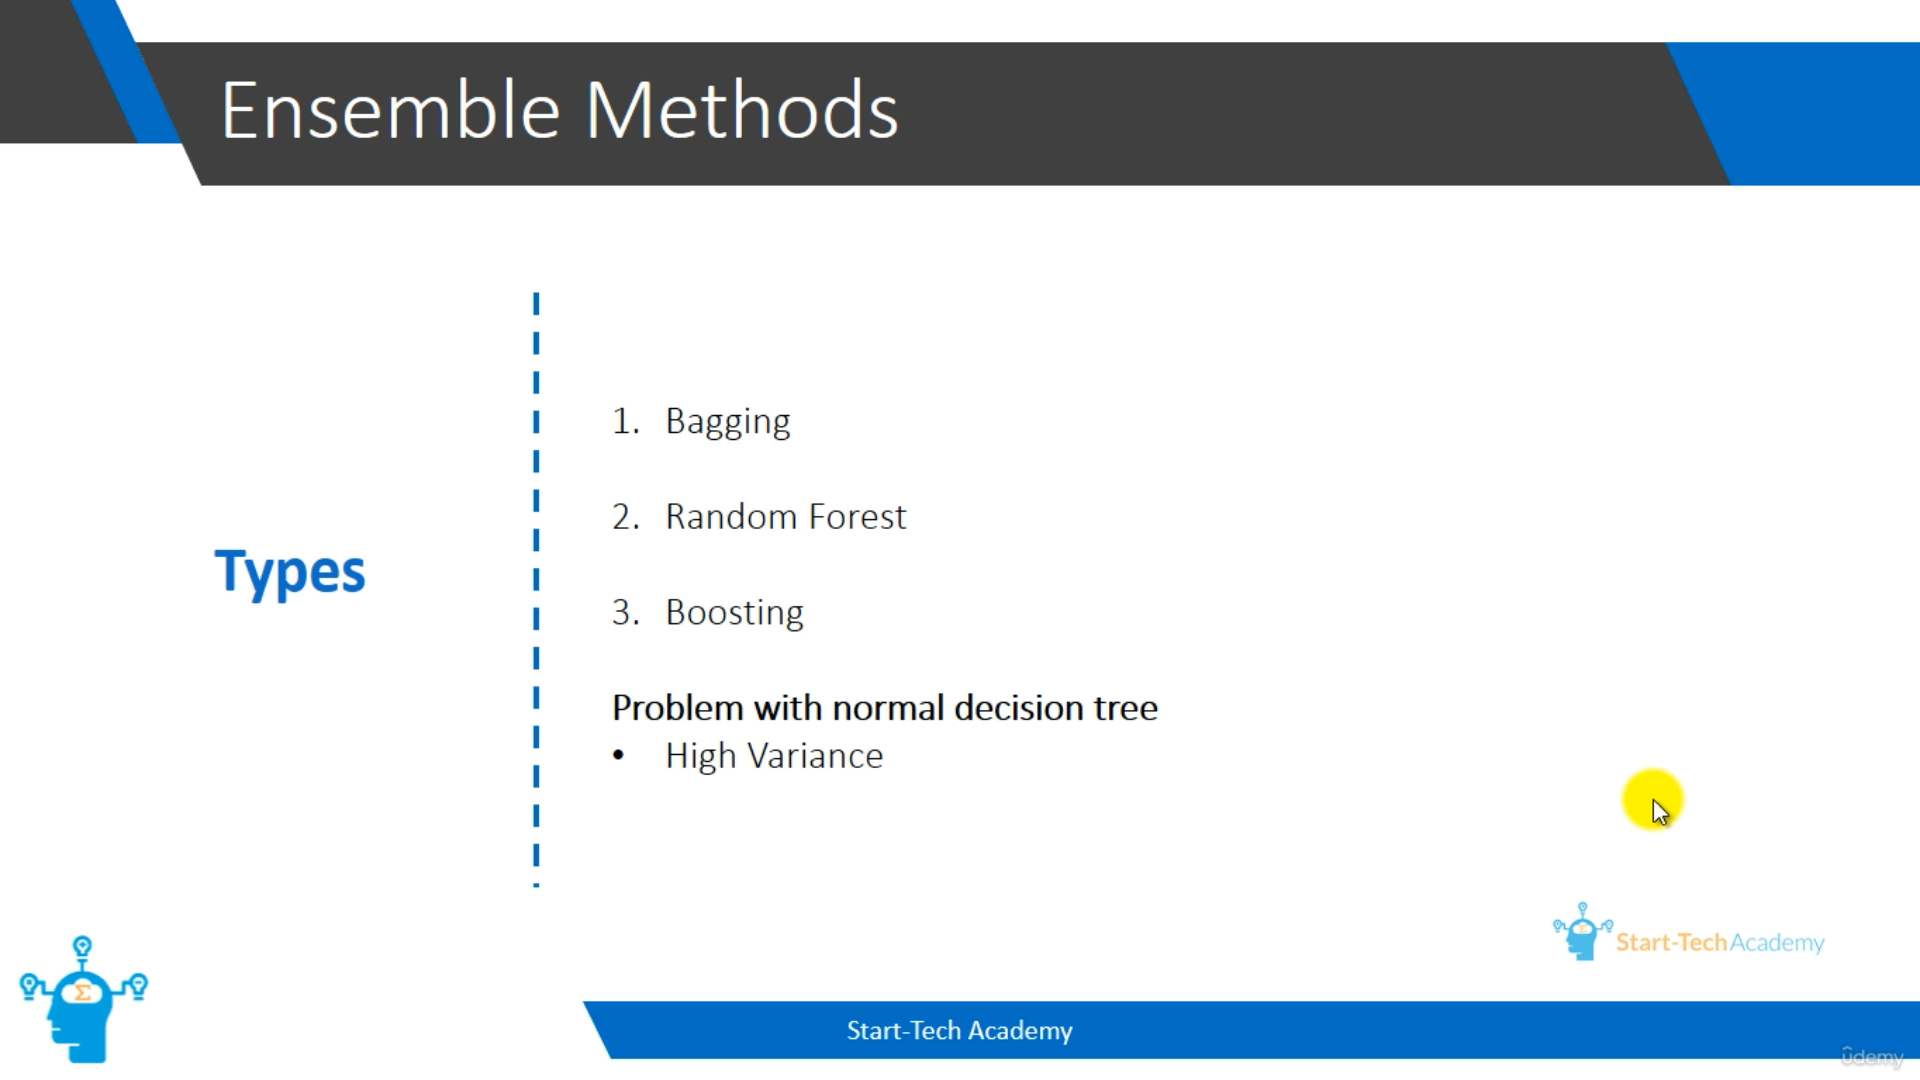 Ensemble Methods
Types
1. Bagging
2. Random Forest
3. Boosting
Problem with normal decision tree
• High Variance
Σ
Start-Tech Academy
Start-Tech Academy
ûdemy